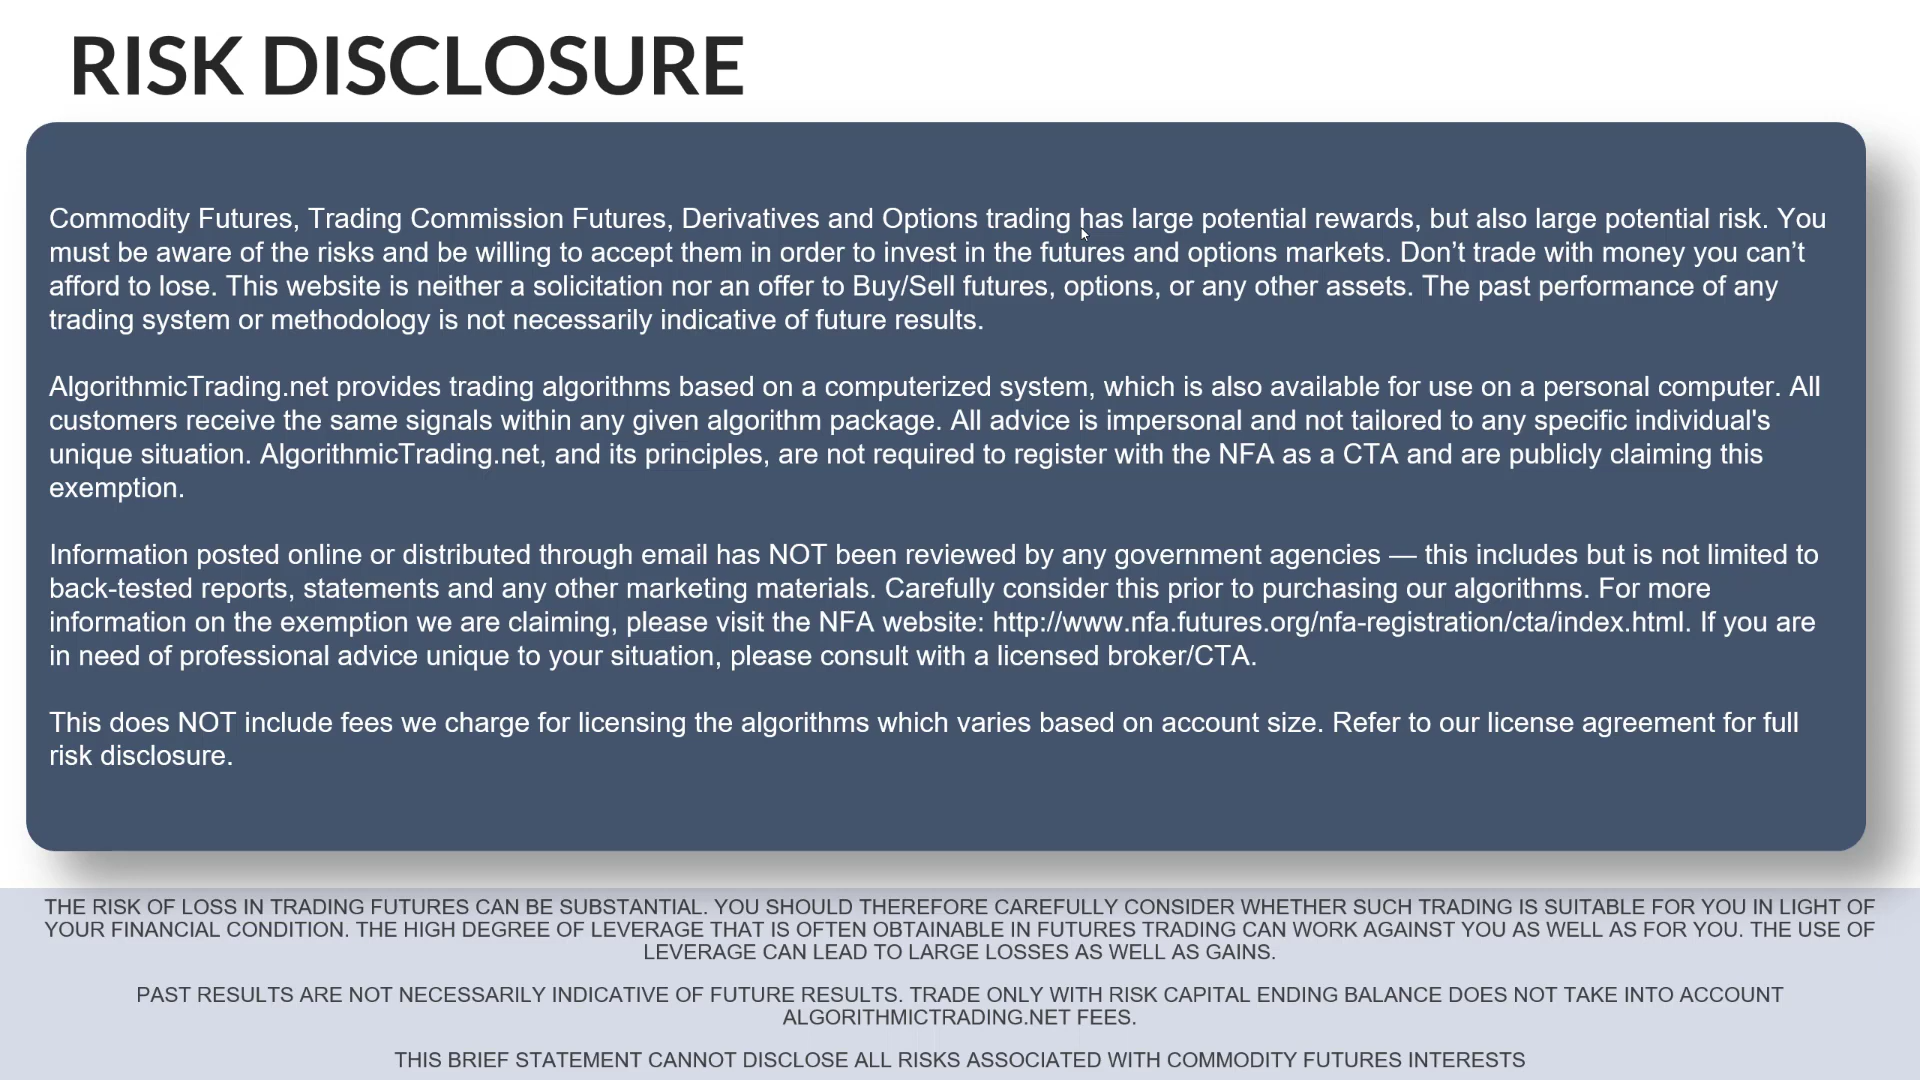 RISK DISCLOSURE
Commodity Futures, Trading Commission Futures, Derivatives and Options trading has large potential rewards, but also large potential risk. You
must be aware of the risks and be willing to accept them in order to invest in the futures and options markets. Don’t trade with money you can’t
afford to lose. This website is neither a solicitation nor an offer to Buy/Sell futures, options, or any other assets. The past performance of any
trading system or methodology is not necessarily indicative of future results.
AlgorithmicTrading.net provides trading algorithms based on a computerized system, which is also available for use on a personal computer. All
customers receive the same signals within any given algorithm package. All advice is impersonal and not tailored to any specific individual's
unique situation. AlgorithmicTrading.net, and its principles, are not required to register with the NFA as a CTA and are publicly claiming this
exemption.
Information posted online or distributed through email has NOT been reviewed by any government agencies — this includes but is not limited to
back-tested reports, statements and any other marketing materials. Carefully consider this prior to purchasing our algorithms. For more
information on the exemption we are claiming, please visit the NFA website: http://www.nfa.futures.org/nfa-registration/cta/index.html. If you are
in need of professional advice unique to your situation, please consult with a licensed broker/CTA.
This does NOT include fees we charge for licensing the algorithms which varies based on account size. Refer to our license agreement for full
risk disclosure.
THE RISK OF LOSS IN TRADING FUTURES CAN BE SUBSTANTIAL. YOU SHOULD THEREFORE CAREFULLY CONSIDER WHETHER SUCH TRADING IS SUITABLE FOR YOU IN LIGHT OF
YOUR FINANCIAL CONDITION. THE HIGH DEGREE OF LEVERAGE THAT IS OFTEN OBTAINABLE IN FUTURES TRADING CAN WORK AGAINST YOU AS WELL AS FOR YOU. THE USE OF
LEVERAGE CAN LEAD TO LARGE LOSSES AS WELL AS GAINS.
PAST RESULTS ARE NOT NECESSARILY INDICATIVE OF FUTURE RESULTS. TRADE ONLY WITH RISK CAPITAL ENDING BALANCE DOES NOT TAKE INTO ACCOUNT
ALGORITHMICTRADING.NET FEES.
THIS BRIEF STATEMENT CANNOT DISCLOSE ALL RISKS ASSOCIATED WITH COMMODITY FUTURES INTERESTS